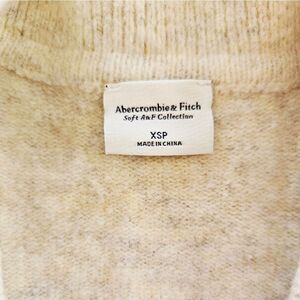 Abercrombie & Fitch
Soft A&F Collection
XSP
MADE IN CHINA